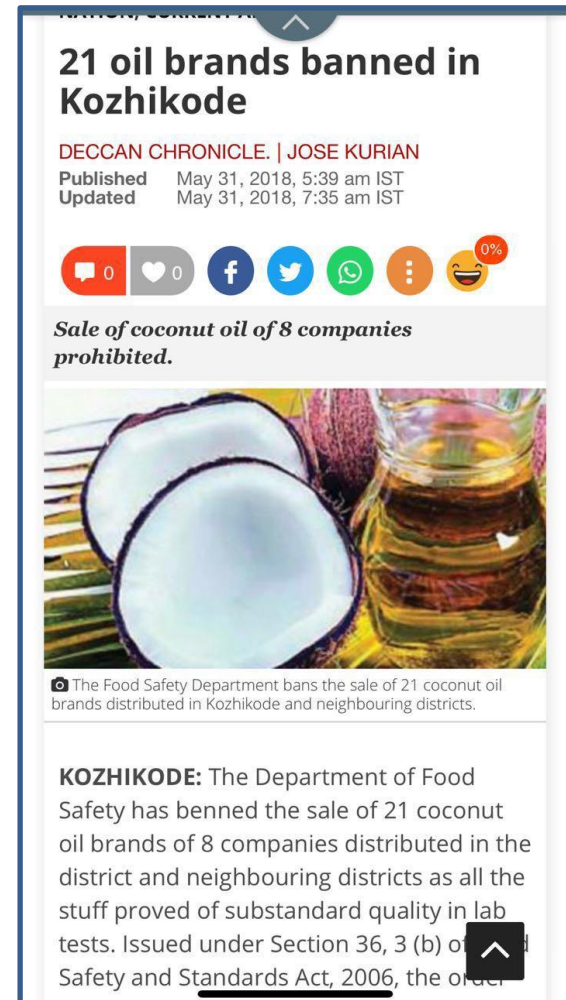 21 oil brands banned in
Kozhikode
DECCAN CHRONICLE. | JOSE KURIAN
Published May 31, 2018, 5:39 am IST
Updated May 31, 2018, 7:35 am IST
0 0 0%
Sale of coconut oil of 8 companies
prohibited.
The Food Safety Department bans the sale of 21 coconut oil
brands distributed in Kozhikode and neighbouring districts.
KOZHIKODE: The Department of Food
Safety has benned the sale of 21 coconut
oil brands of 8 companies distributed in the
district and neighbouring districts as all the
stuff proved of substandard quality in lab
tests. Issued under Section 36, 3 (b) of
Safety and Standards Act, 2006, the order